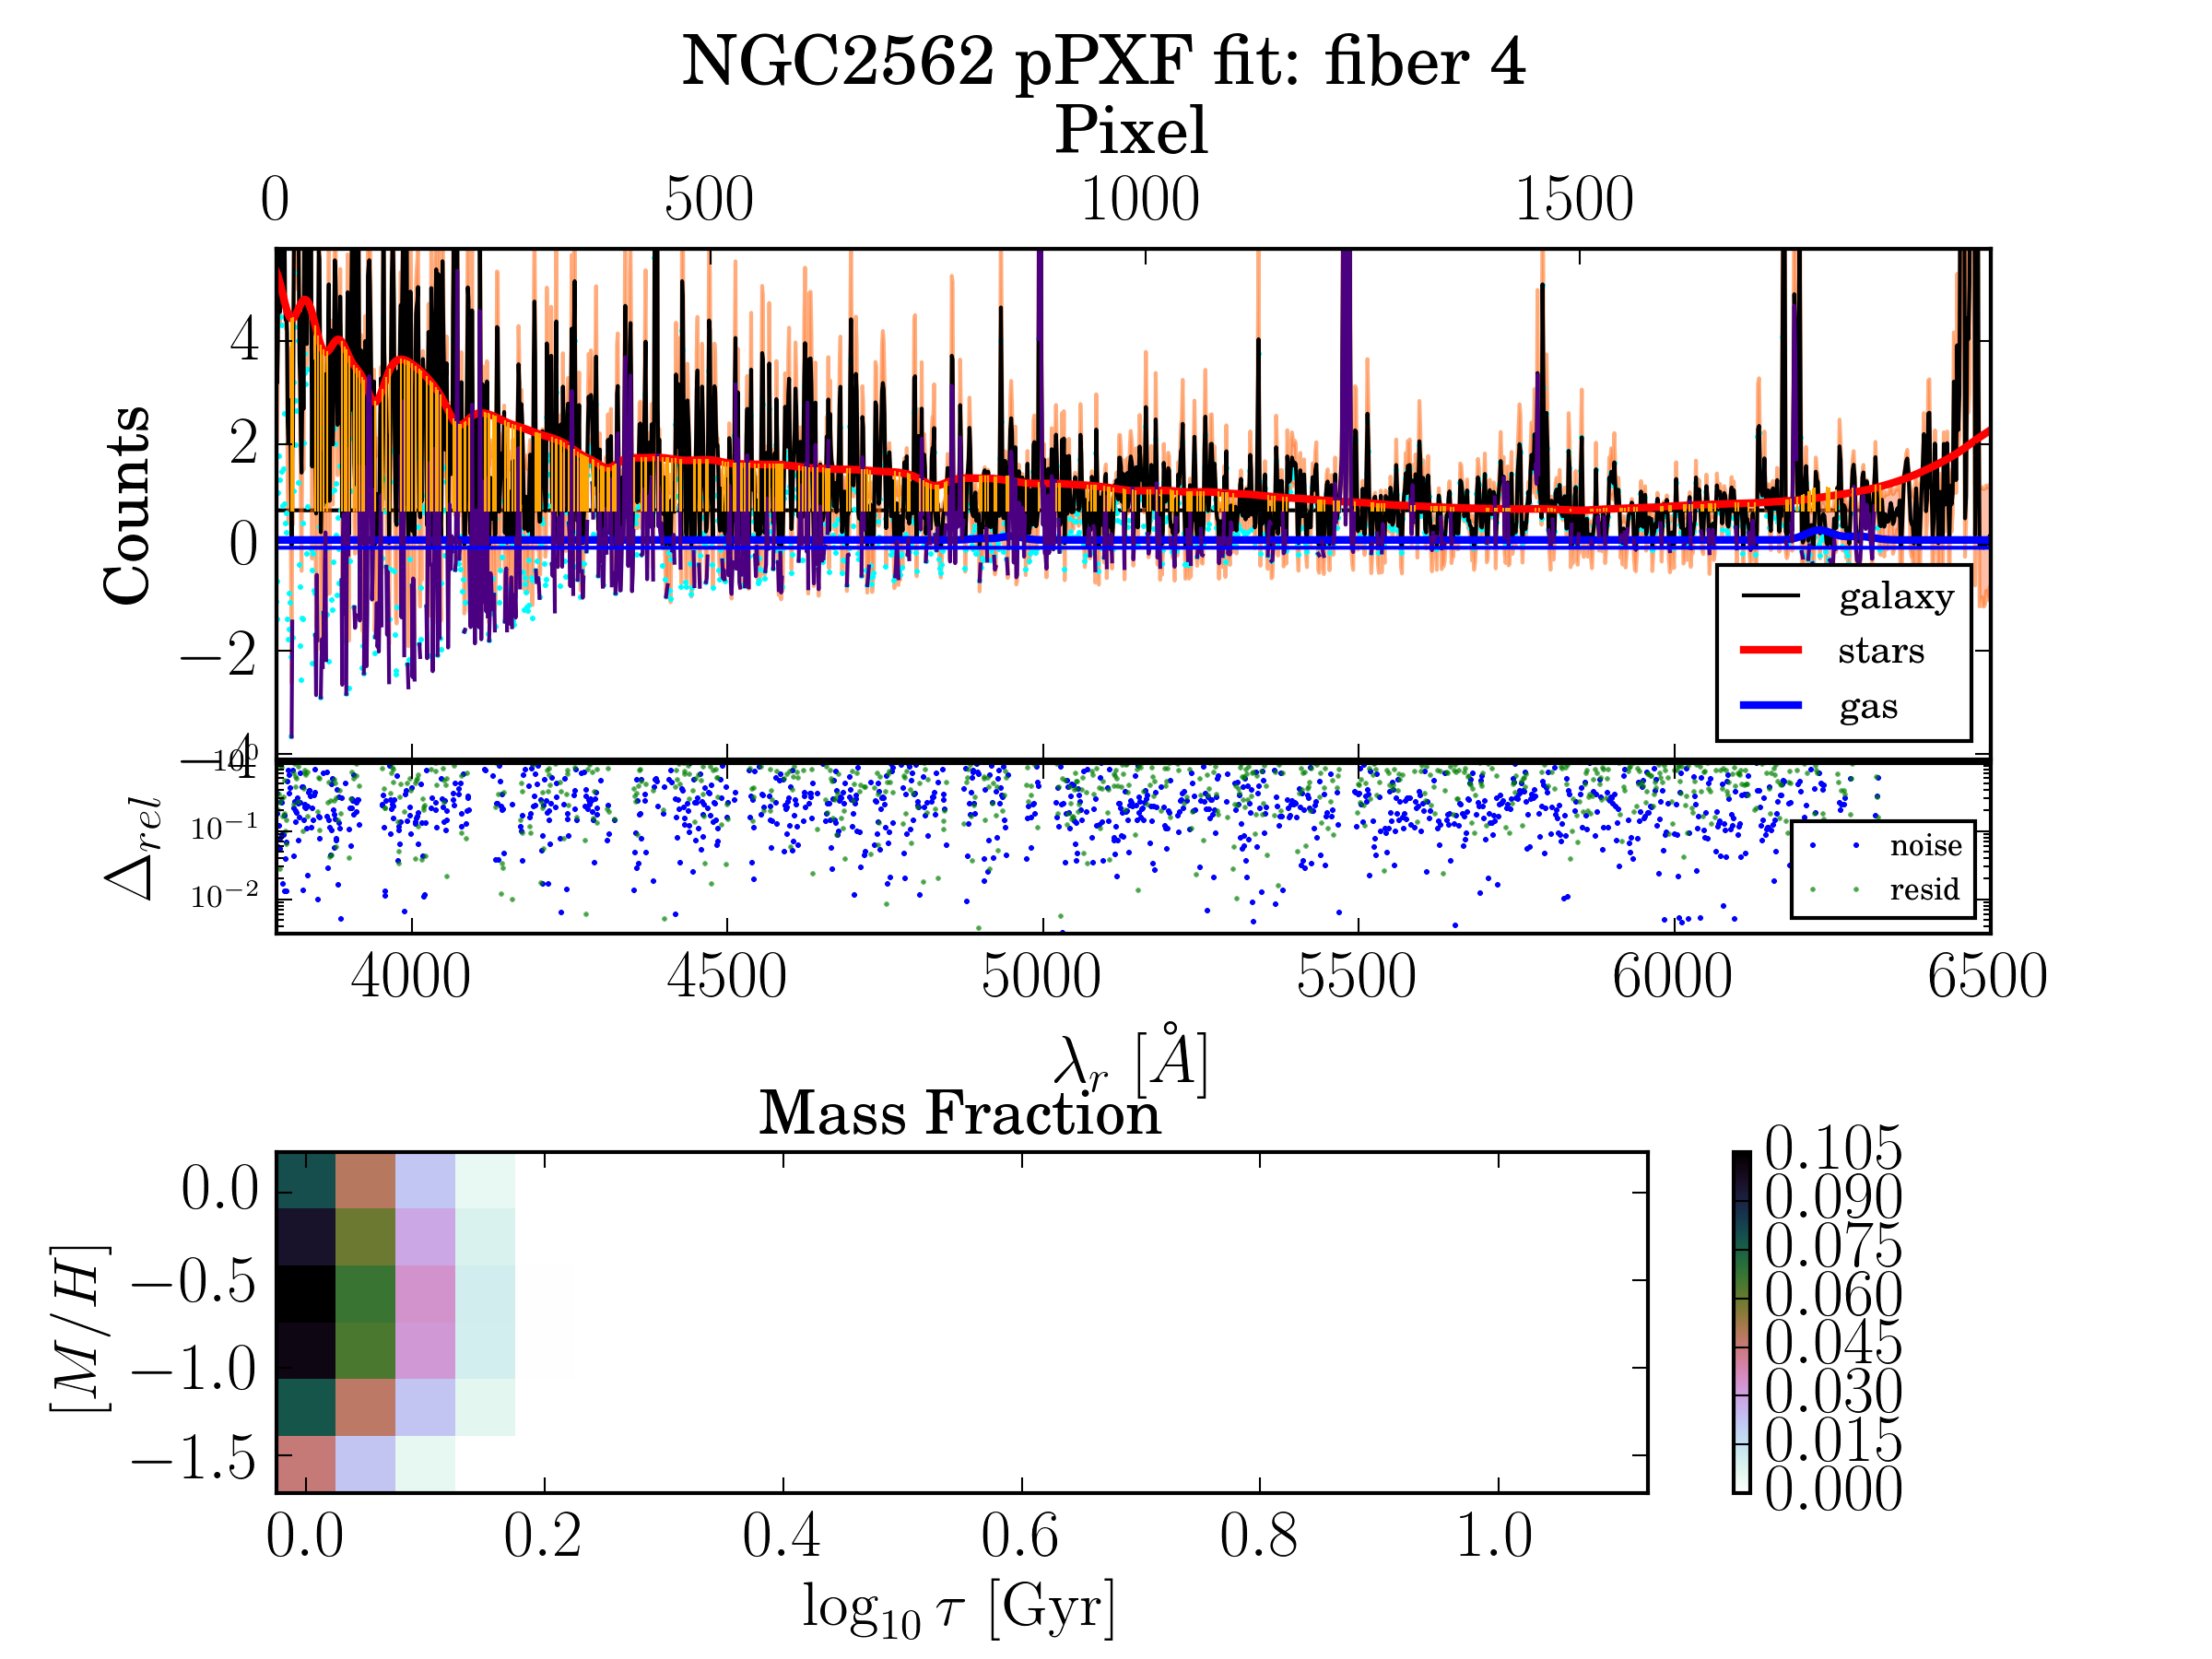 NGC2562 pPXF fit: fiber 4
Pixel
0 500 1000 1500
Counts
4
2
0
−2
−4
galaxy
stars
gas
Δrel
10⁰
10⁻¹
10⁻²
noise
resid
4000 4500 5000 5500 6000 6500
λr [Å]
Mass Fraction
[M/H]
0.0
−0.5
−1.0
−1.5
0.0 0.2 0.4 0.6 0.8 1.0
log₁₀ τ [Gyr]
0.105
0.090
0.075
0.060
0.045
0.030
0.015
0.000